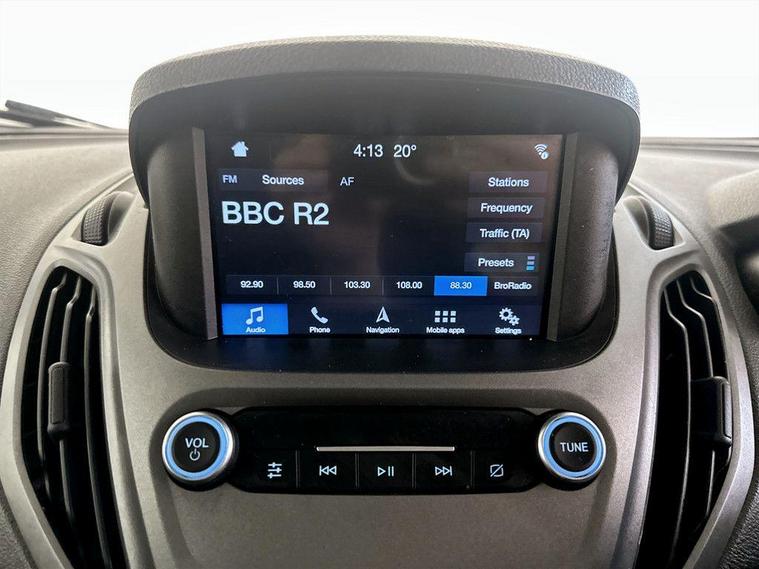 4:13 20°
FM Sources AF
Stations
BBC R2
Frequency
Traffic (TA)
Presets
92.90 98.50 103.30 108.00 88.30 BroRadio
Audio Phone Navigation Mobile apps Settings
VOL
TUNE